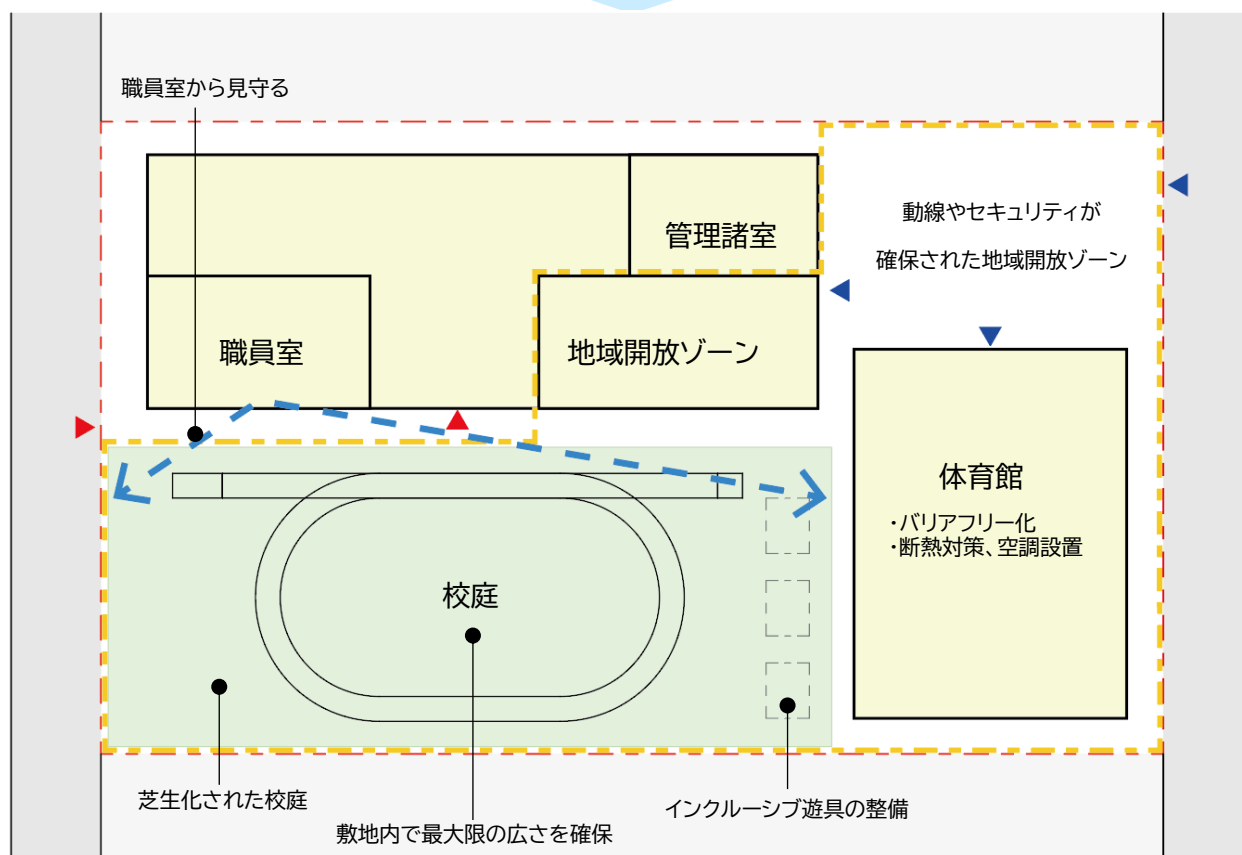 職員室から見守る
動線やセキュリティが
確保された地域開放ゾーン
管理諸室
職員室
地域開放ゾーン
体育館
・バリアフリー化
・断熱対策、空調設置
校庭
芝生化された校庭
敷地内で最大限の広さを確保
インクルーシブ遊具の整備